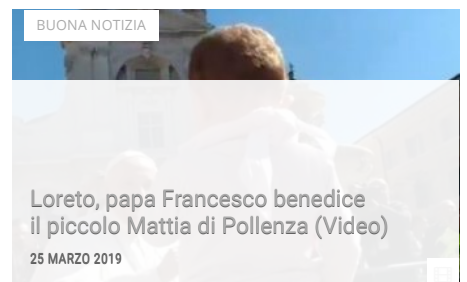 BUONA NOTIZIA
Loreto, papa Francesco benedice
il piccolo Mattia di Pollenza (Video)
25 MARZO 2019